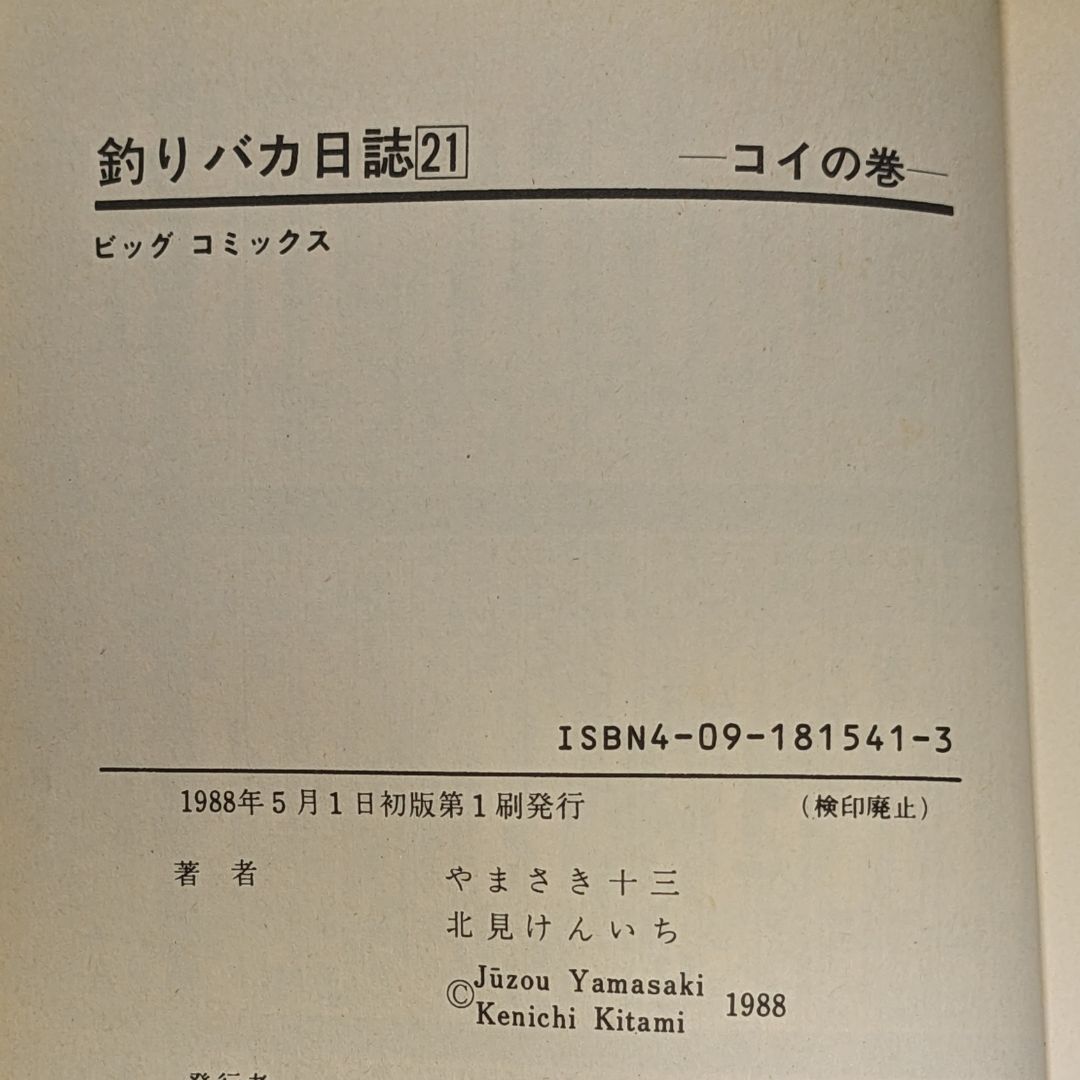 釣りバカ日誌21 ―コイの巻―
ビッグ コミックス
ISBN4-09-181541-3
1988年5月1日初版第1刷発行 (検印廃止)
著者 やまさき十三
北見けんいち
©Jūzou Yamasaki
Kenichi Kitami 1988
発行者